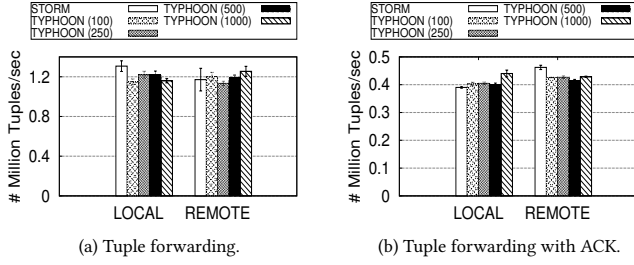 STORM TYPHOON (500)
TYPHOON (100) TYPHOON (1000)
TYPHOON (250)
# Million Tuples/sec
1.2
0.8
0.4
0
LOCAL REMOTE
(a) Tuple forwarding.
STORM TYPHOON (500)
TYPHOON (100) TYPHOON (1000)
TYPHOON (250)
# Million Tuples/sec
0.5
0.4
0.3
0.2
0.1
0
LOCAL REMOTE
(b) Tuple forwarding with ACK.